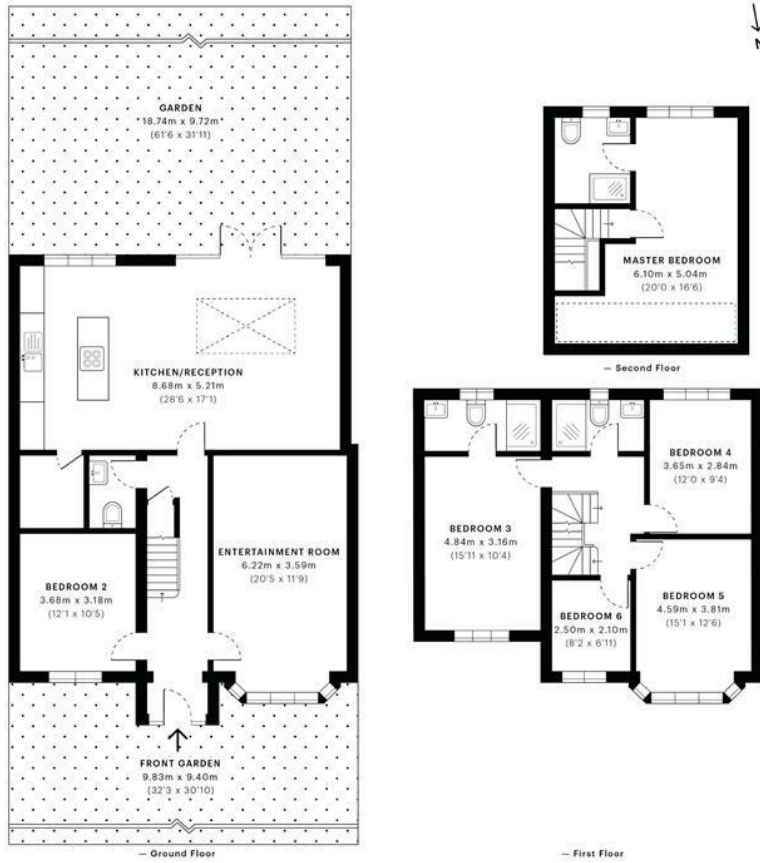 GARDEN
18.74m x 9.72m*
(61'6 x 31'11)
KITCHEN/RECEPTION
8.68m x 5.21m
(28'6 x 17'1)
BEDROOM 2
3.68m x 3.18m
(12'1 x 10'5)
ENTERTAINMENT ROOM
6.22m x 3.59m
(20'5 x 11'9)
FRONT GARDEN
9.83m x 9.40m
(32'3 x 30'10)
— Ground Floor
N
MASTER BEDROOM
6.10m x 5.04m
(20'0 x 16'6)
— Second Floor
BEDROOM 4
3.65m x 2.84m
(12'0 x 9'4)
BEDROOM 3
4.84m x 3.16m
(15'11 x 10'4)
BEDROOM 5
4.59m x 3.81m
(15'1 x 12'6)
BEDROOM 6
2.50m x 2.10m
(8'2 x 6'11)
— First Floor